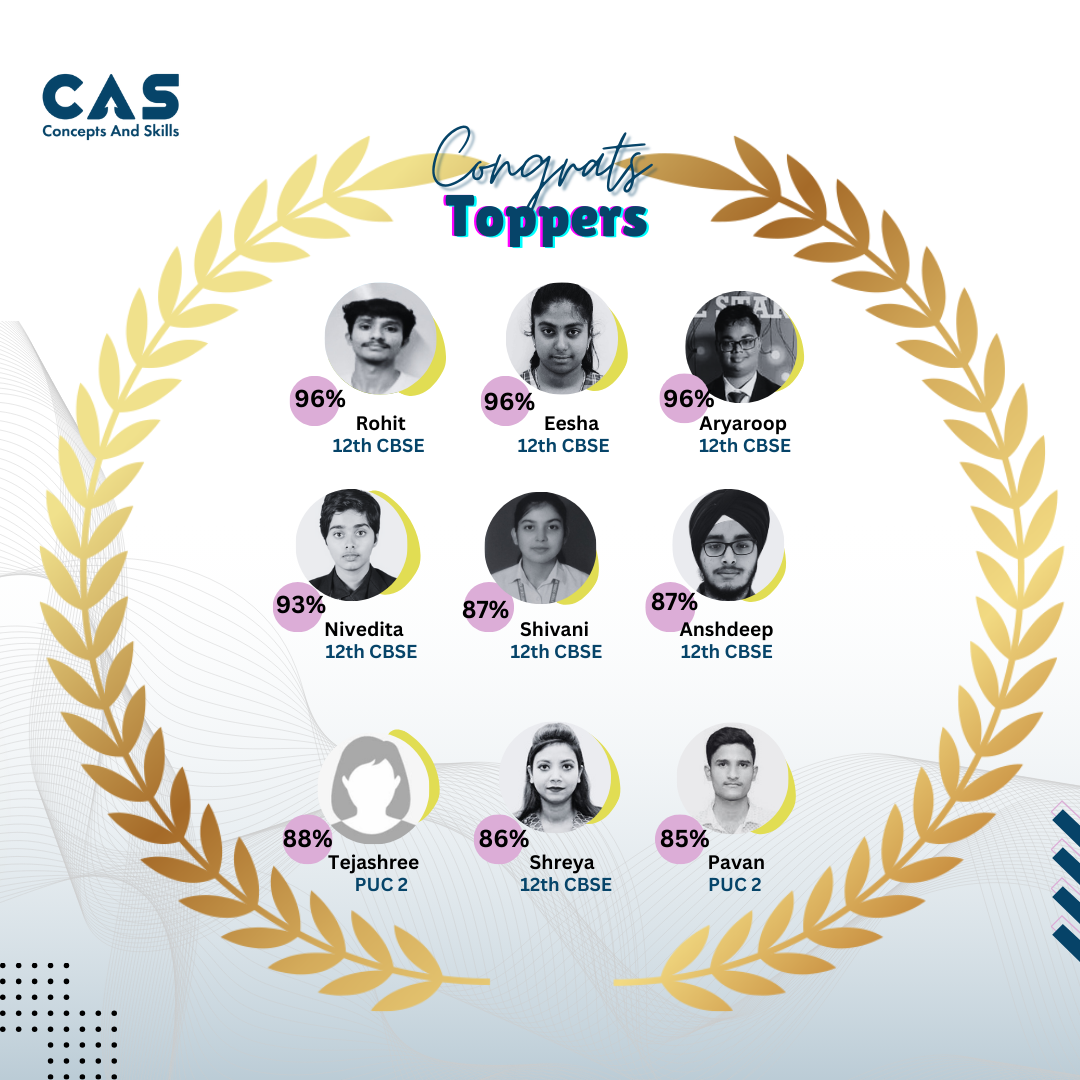 CAS
Concepts And Skills
Congrats
Toppers
96%
Rohit
12th CBSE
96%
Eesha
12th CBSE
96%
Aryaroop
12th CBSE
93%
Nivedita
12th CBSE
87%
Shivani
12th CBSE
87%
Anshdeep
12th CBSE
88%
Tejashree
PUC 2
86%
Shreya
12th CBSE
85%
Pavan
PUC 2